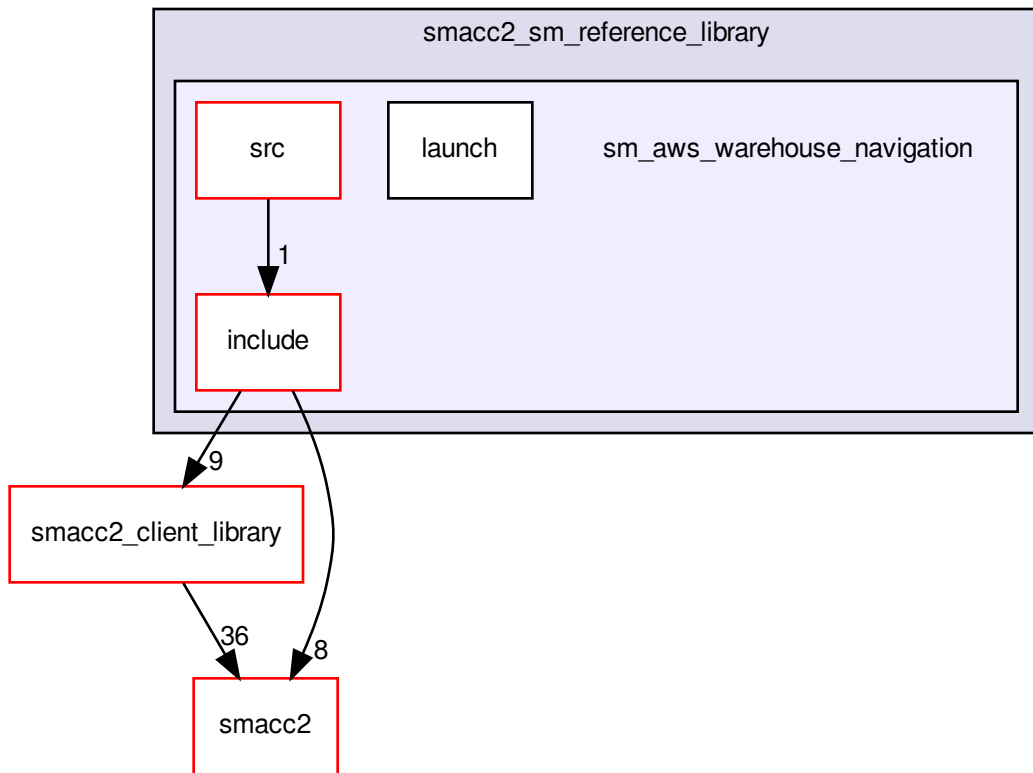 smacc2_sm_reference_library
src
launch
sm_aws_warehouse_navigation
1
include
9
smacc2_client_library
36
8
smacc2